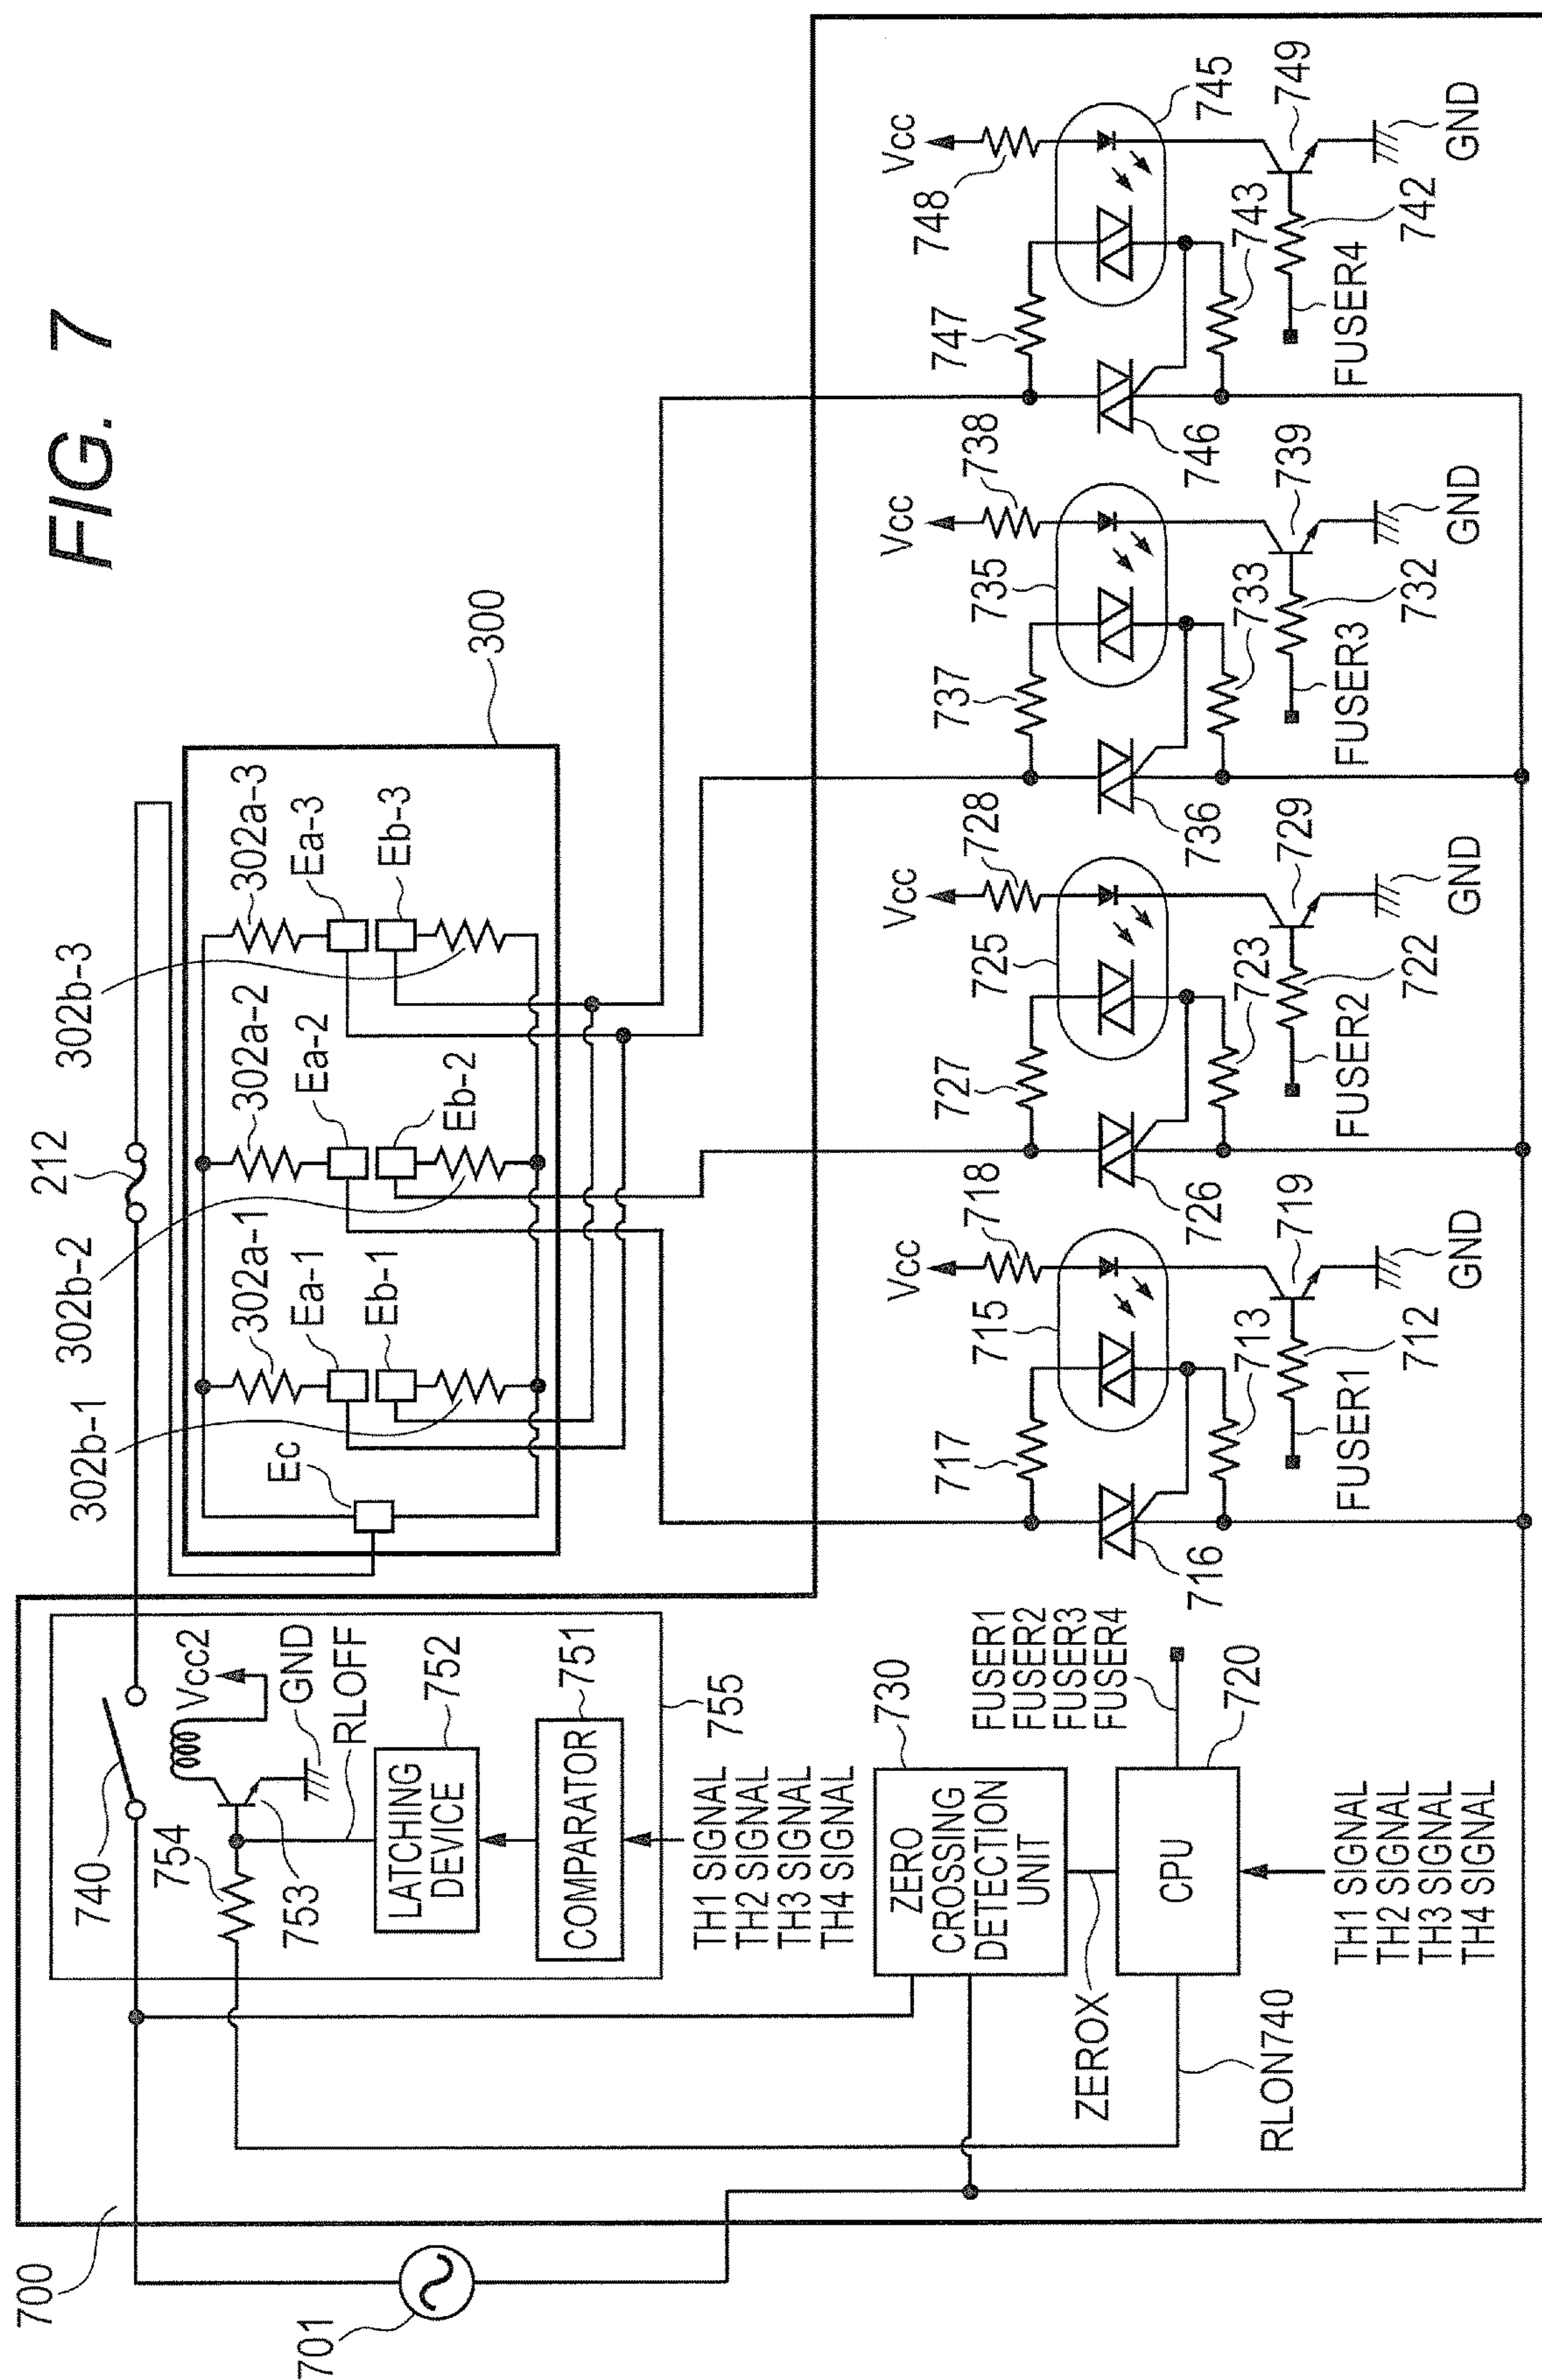 FIG. 7
700
701
740
754
753
Vcc2
GND
RLOFF
LATCHING
DEVICE
752
COMPARATOR
751
755
TH1 SIGNAL
TH2 SIGNAL
TH3 SIGNAL
TH4 SIGNAL
212
300
302b-1
302b-2
302b-3
302a-1
302a-2
302a-3
Ec
Ea-1
Ea-2
Ea-3
Eb-1
Eb-2
Eb-3
730
ZERO
CROSSING
DETECTION
UNIT
ZEROX
CPU
720
RLON740
FUSER1
FUSER2
FUSER3
FUSER4
TH1 SIGNAL
TH2 SIGNAL
TH3 SIGNAL
TH4 SIGNAL
Vcc
718
715
717
716
713
719
712
FUSER1
GND
Vcc
728
725
727
726
723
729
722
FUSER2
GND
Vcc
738
735
737
736
733
739
732
FUSER3
GND
Vcc
748
745
747
746
743
749
742
FUSER4
GND